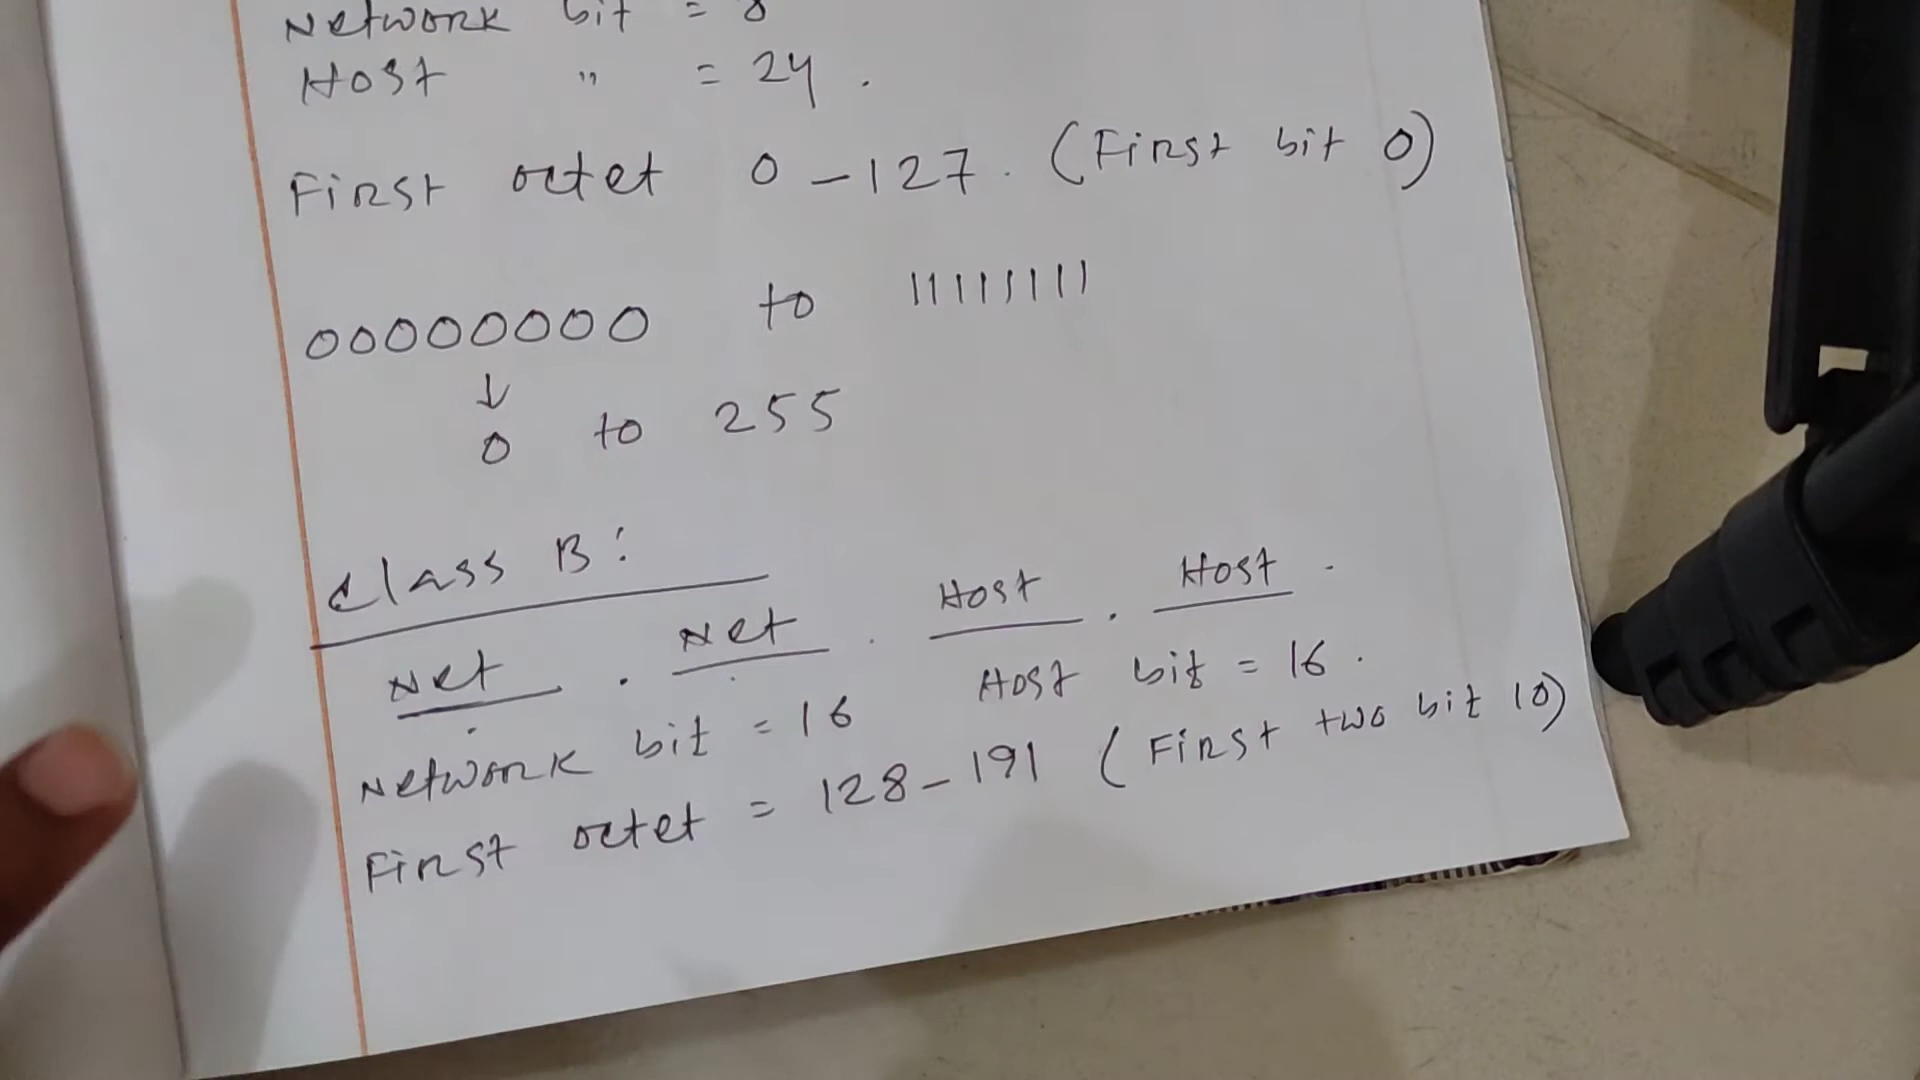 Network bit = 8
Host " = 24.
First octet 0 - 127. (First bit 0)
00000000 to 11111111
↓
0 to 255
Class B:
Net . Net . Host . Host .
Network bit = 16 Host bit = 16.
First octet = 128 - 191 (First two bit 10)